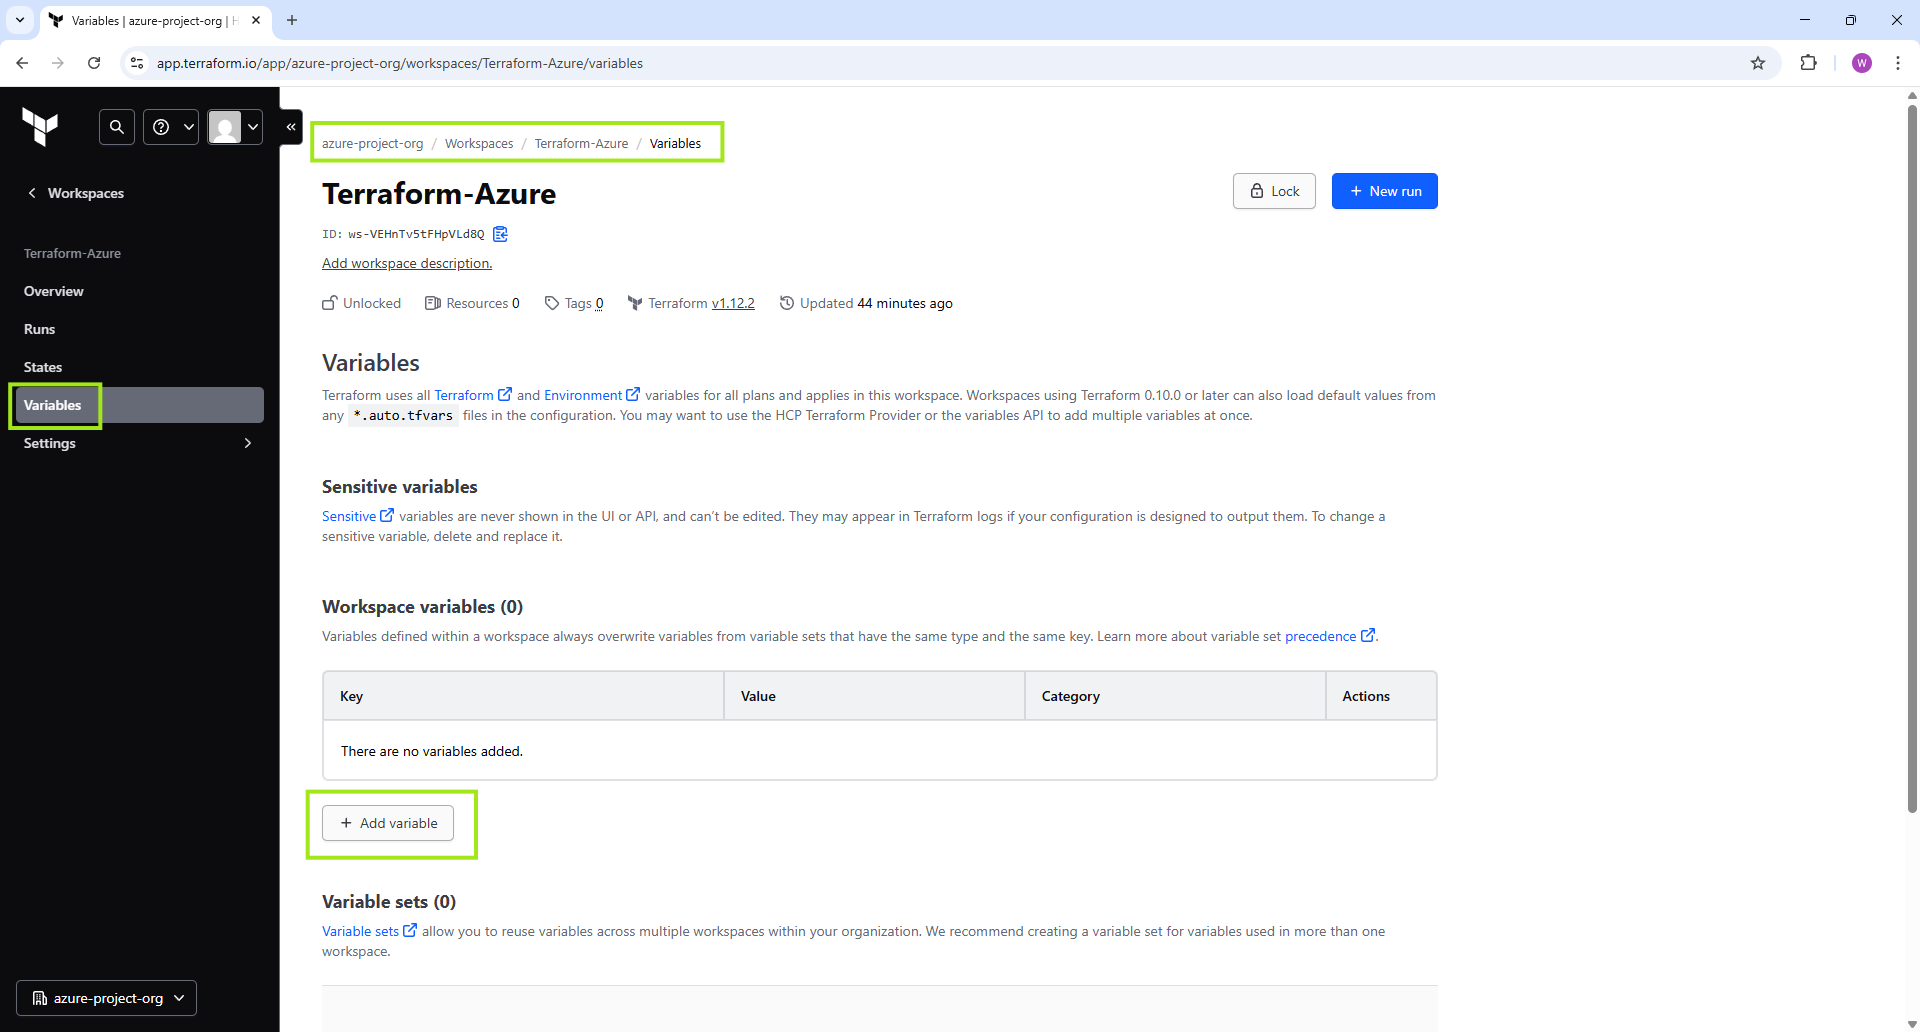 Variables | azure-project-org | H
app.terraform.io/app/azure-project-org/workspaces/Terraform-Azure/variables
W
Workspaces
Terraform-Azure
Overview
Runs
States
Variables
Settings
azure-project-org
azure-project-org / Workspaces / Terraform-Azure / Variables
Terraform-Azure
Lock
+ New run
ID: ws-VEHnTv5tFHpVLd8Q
Add workspace description.
Unlocked Resources 0 Tags 0 Terraform v1.12.2 Updated 44 minutes ago
Variables
Terraform uses all Terraform and Environment variables for all plans and applies in this workspace. Workspaces using Terraform 0.10.0 or later can also load default values from
any *.auto.tfvars files in the configuration. You may want to use the HCP Terraform Provider or the variables API to add multiple variables at once.
Sensitive variables
Sensitive variables are never shown in the UI or API, and can’t be edited. They may appear in Terraform logs if your configuration is designed to output them. To change a
sensitive variable, delete and replace it.
Workspace variables (0)
Variables defined within a workspace always overwrite variables from variable sets that have the same type and the same key. Learn more about variable set precedence.
Key Value Category Actions
There are no variables added.
+ Add variable
Variable sets (0)
Variable sets allow you to reuse variables across multiple workspaces within your organization. We recommend creating a variable set for variables used in more than one
workspace.